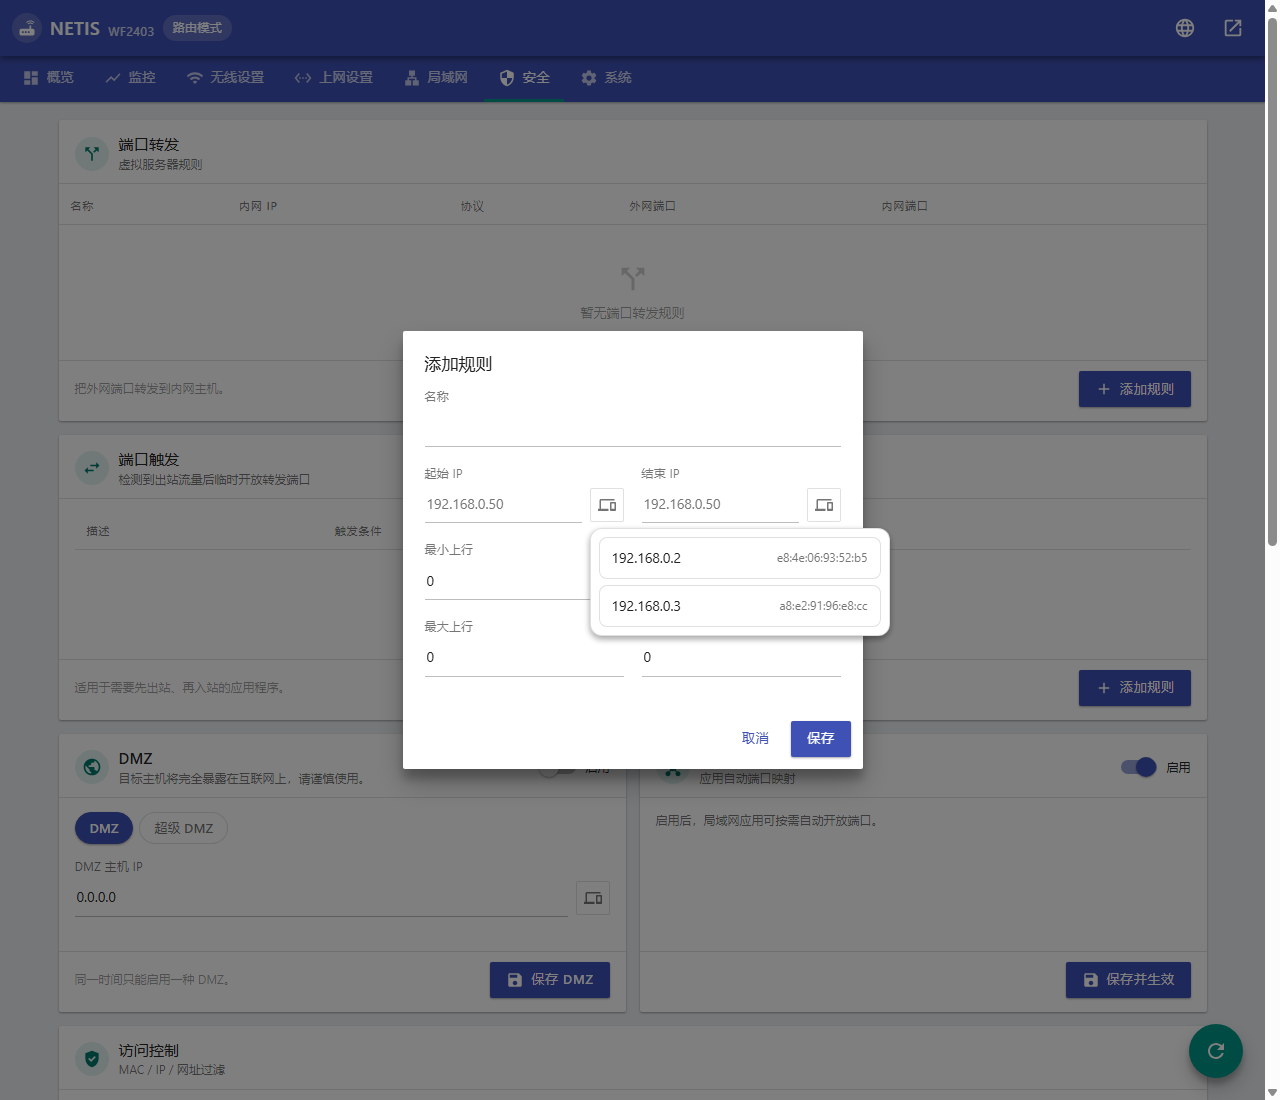 NETIS WF2403 路由模式
概览 监控 无线设置 上网设置 局域网 安全 系统
端口转发
虚拟服务器规则
名称 内网 IP 协议 外网端口 内网端口
暂无端口转发规则
把外网端口转发到内网主机。
添加规则
端口触发
检测到出站流量后临时开放转发端口
描述 触发条件
适用于需要先出站、再入站的应用程序。
添加规则
添加规则
名称
起始 IP 结束 IP
192.168.0.50 192.168.0.50
最小上行
0
192.168.0.2 e8:4e:06:93:52:b5
192.168.0.3 a8:e2:91:96:e8:cc
最大上行
0 0
取消 保存
DMZ
目标主机将完全暴露在互联网上，请谨慎使用。
DMZ 超级 DMZ
DMZ 主机 IP
0.0.0.0
同一时间只能启用一种 DMZ。
保存 DMZ
应用自动端口映射
启用
启用后，局域网应用可按需自动开放端口。
保存并生效
访问控制
MAC / IP / 网址过滤